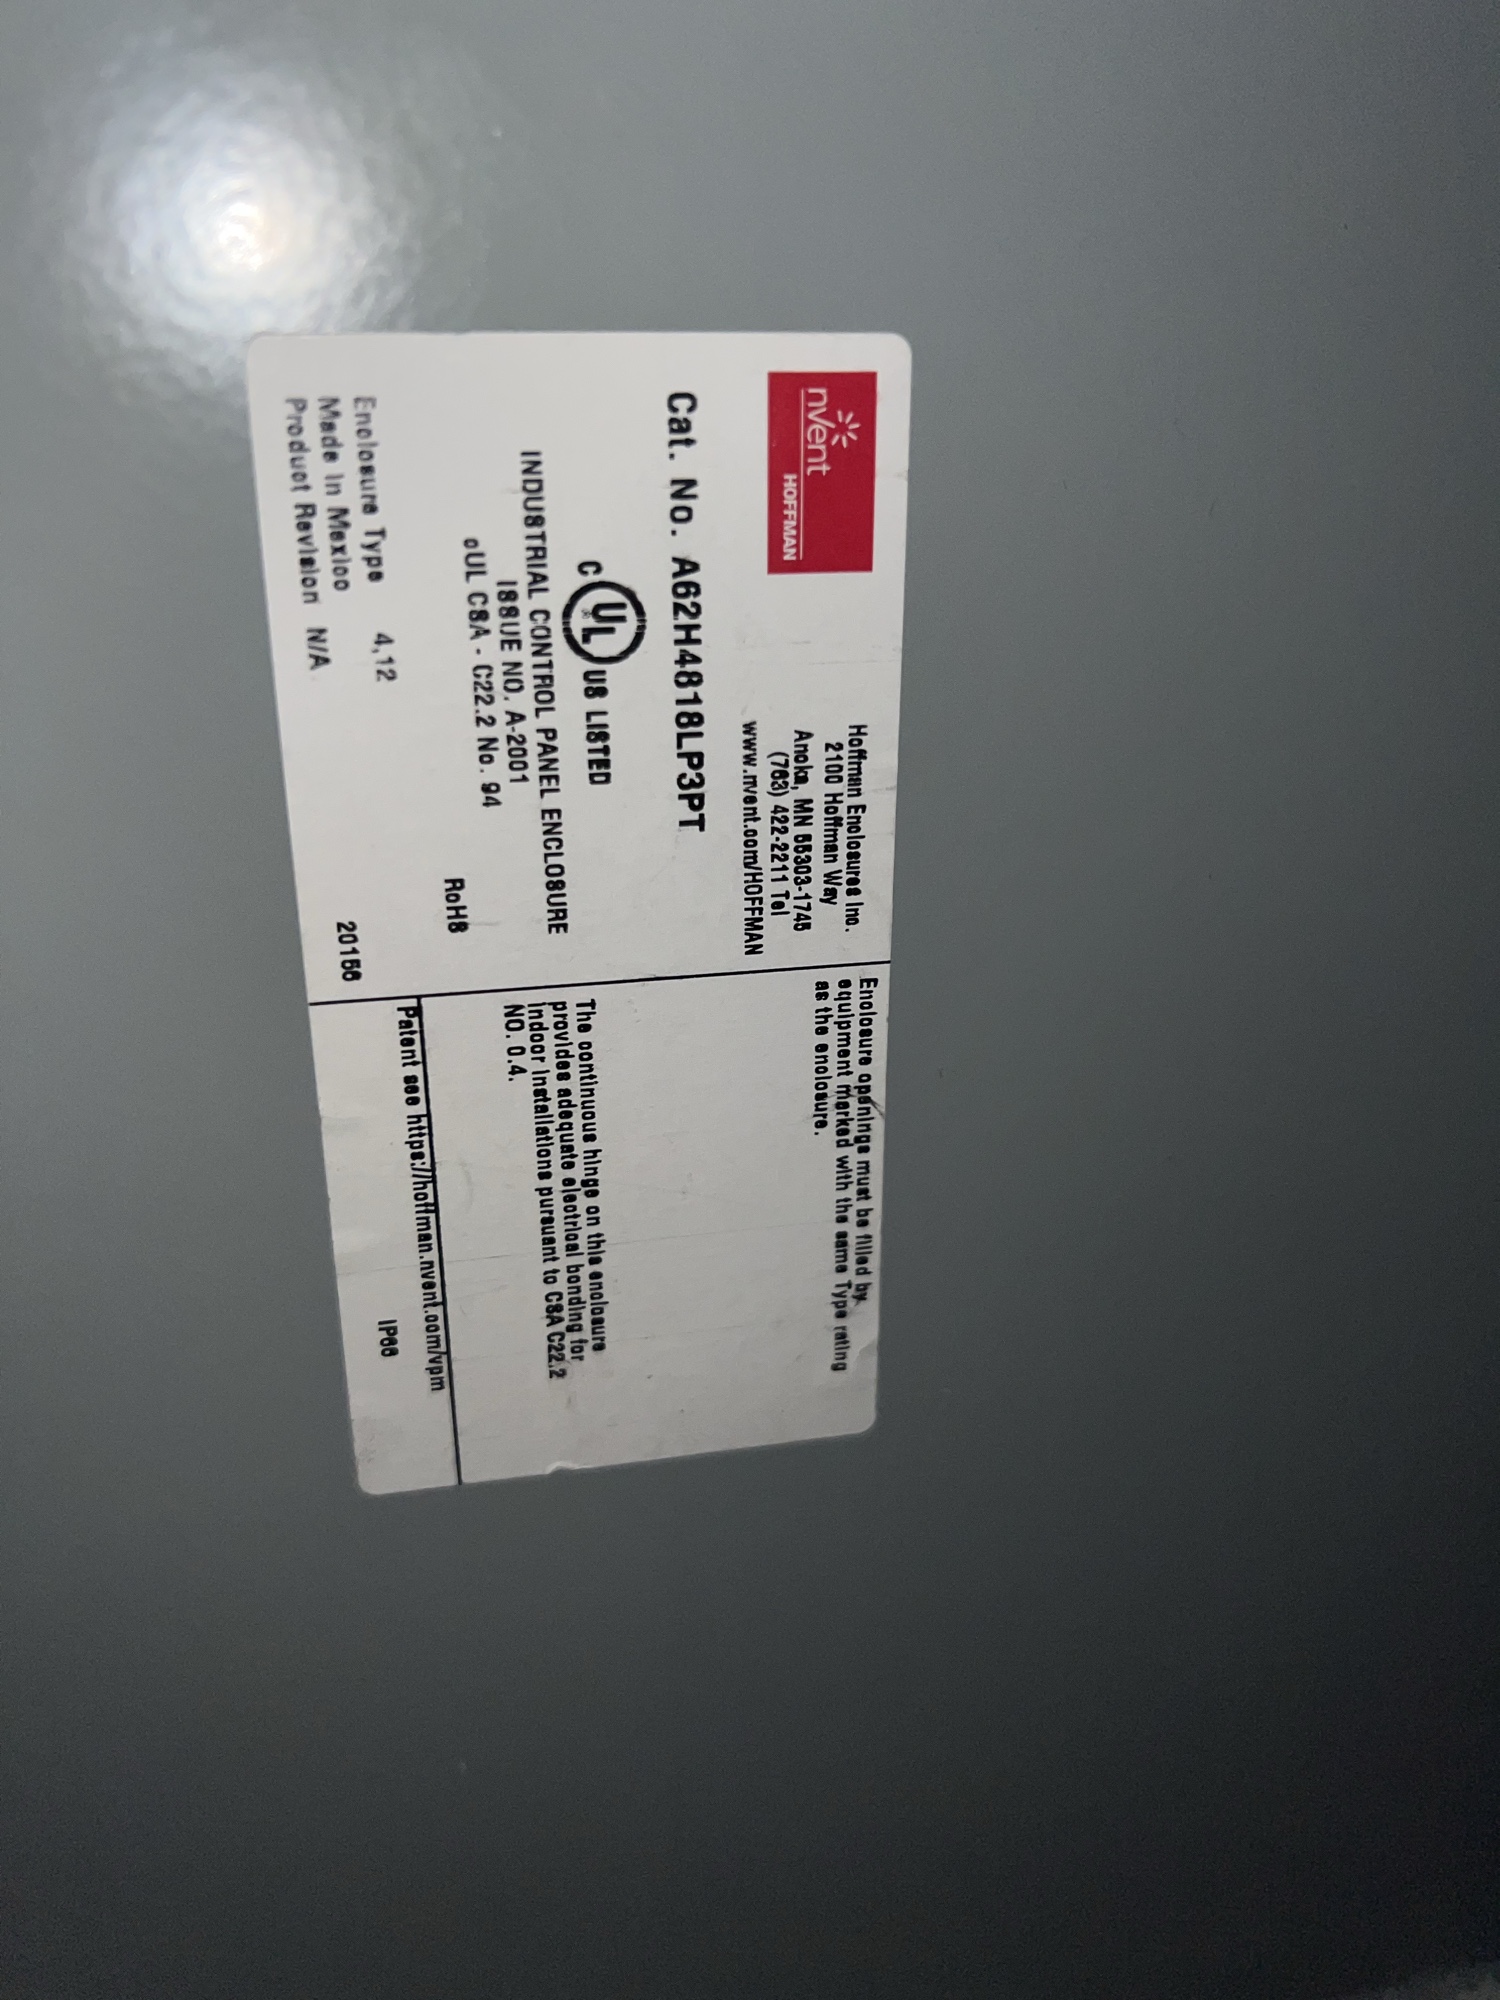 nVent
HOFFMAN
Hoffman Enclosures Inc.
2100 Hoffman Way
Anoka, MN 55303-1745
(763) 422-2211 Tel
www.nvent.com/HOFFMAN
Cat. No. A62H4818LP3PT
C UL US LISTED
INDUSTRIAL CONTROL PANEL ENCLOSURE
ISSUE NO. A-2001
cUL CSA - C22.2 No. 94
RoHS
Enclosure Type 4,12
Made In Mexico
Product Revision N/A
20156
Enclosure openings must be filled by
equipment marked with the same Type rating
as the enclosure.
The continuous hinge on this enclosure
provides adequate electrical bonding for
indoor installations pursuant to CSA C22.2
NO. 0.4.
Patent see https://hoffman.nvent.com/vpm
IP66